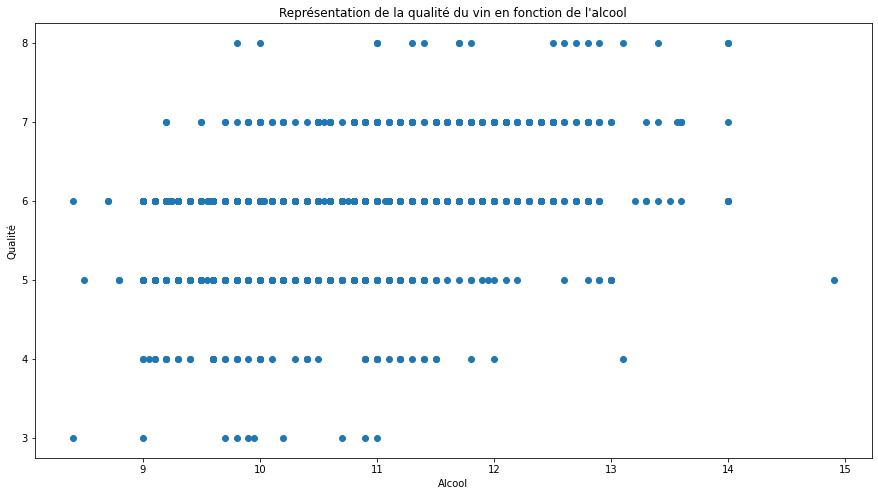 Représentation de la qualité du vin en fonction de l'alcool
Qualité
8
7
6
5
4
3
9 10 11 12 13 14 15
Alcool